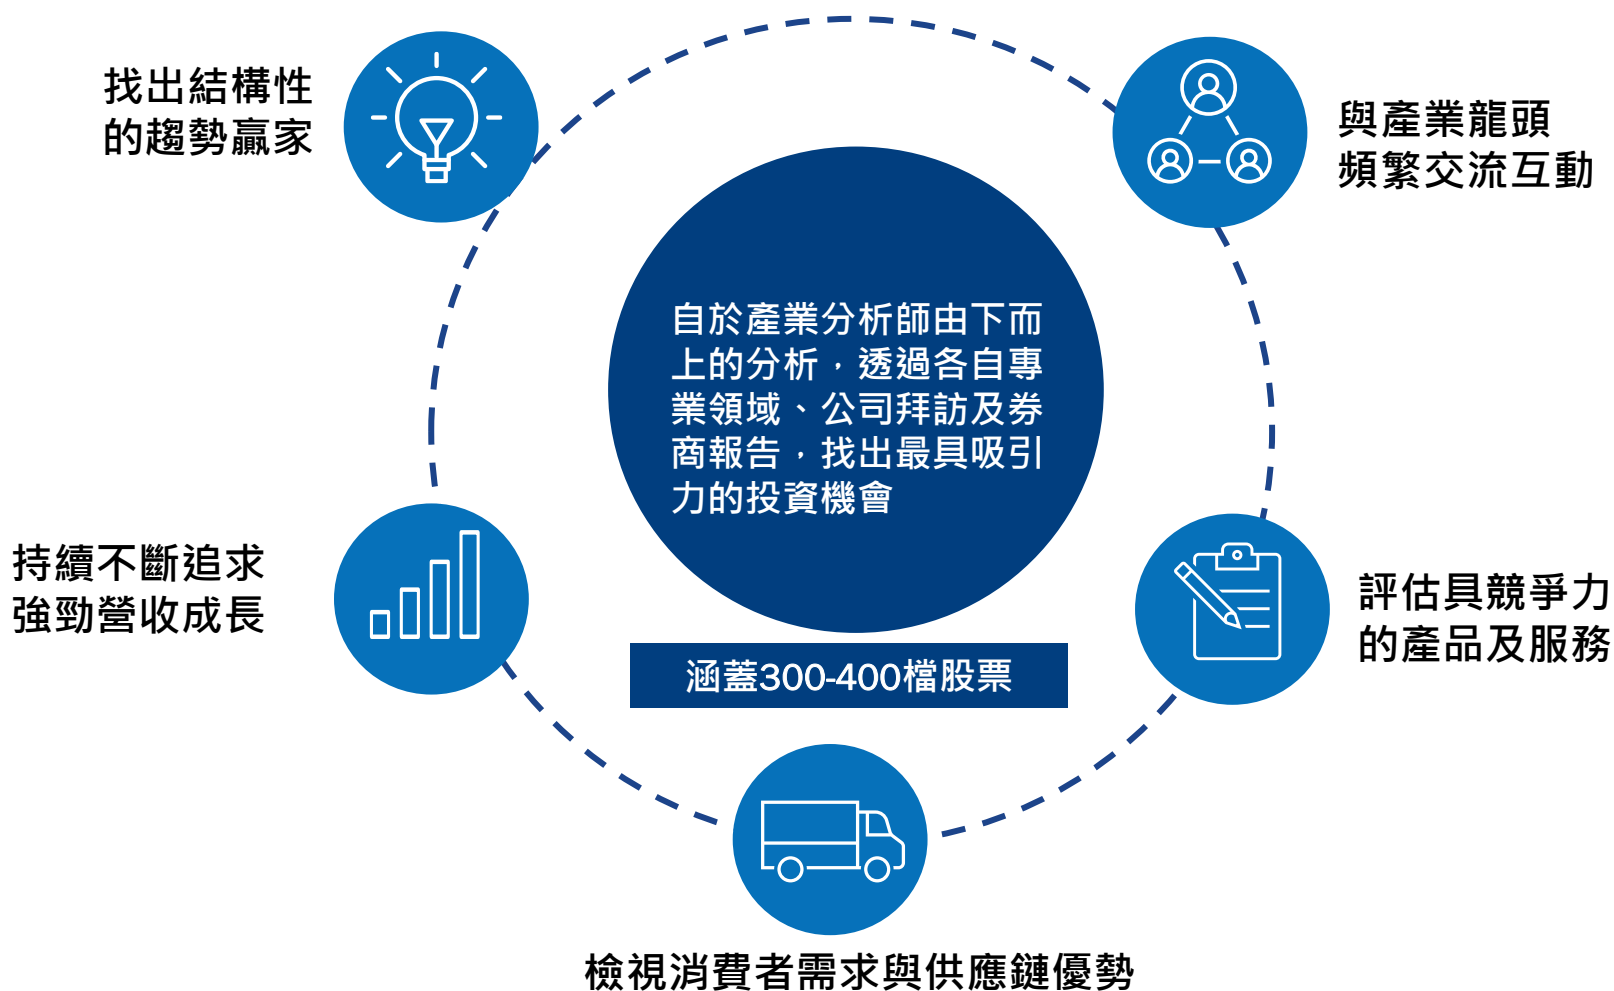 找出結構性
的趨勢贏家
與產業龍頭
頻繁交流互動
自於產業分析師由下而
上的分析，透過各自專
業領域、公司拜訪及券
商報告，找出最具吸引
力的投資機會
持續不斷追求
強勁營收成長
評估具競爭力
的產品及服務
涵蓋300-400檔股票
檢視消費者需求與供應鏈優勢